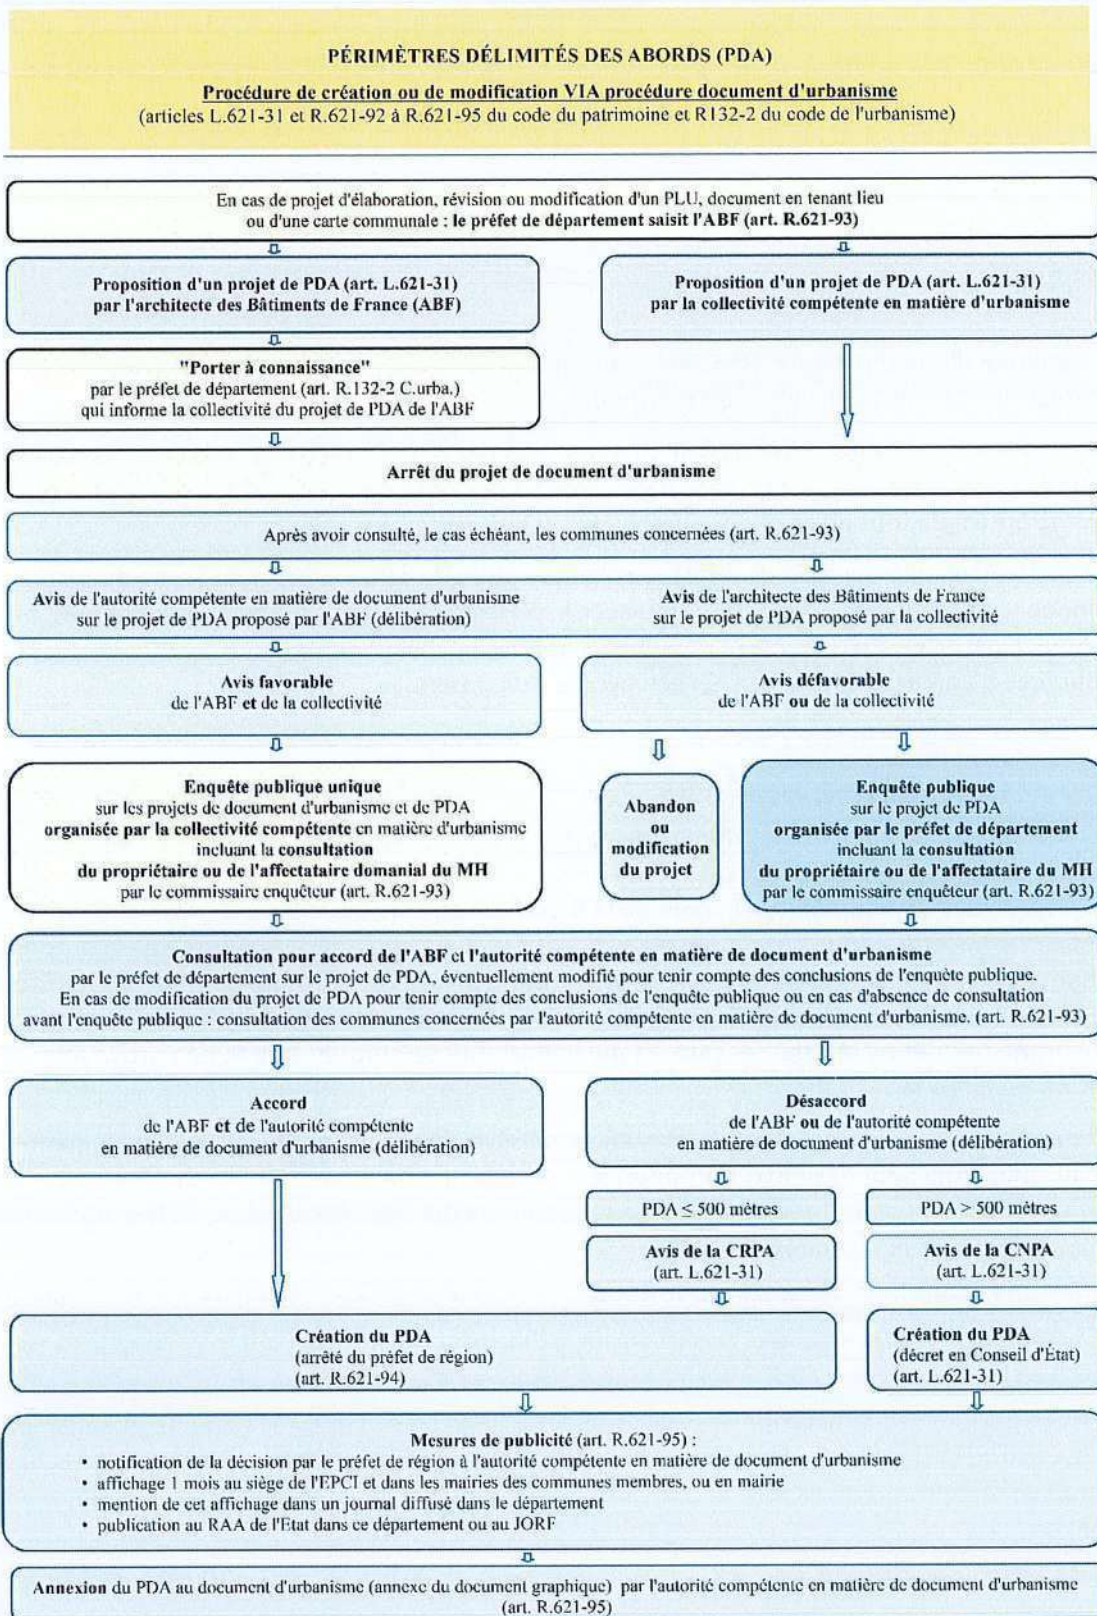 PÉRIMÈTRES DÉLIMITÉS DES ABORDS (PDA)
Procédure de création ou de modification VIA procédure document d'urbanisme
(articles L.621-31 et R.621-92 à R.621-95 du code du patrimoine et R132-2 du code de l'urbanisme)
En cas de projet d'élaboration, révision ou modification d'un PLU, document en tenant lieu
ou d'une carte communale : le préfet de département saisit l'ABF (art. R.621-93)
Proposition d'un projet de PDA (art. L.621-31)
par l'architecte des Bâtiments de France (ABF)
Proposition d'un projet de PDA (art. L.621-31)
par la collectivité compétente en matière d'urbanisme
"Porter à connaissance"
par le préfet de département (art. R.132-2 C.urba.)
qui informe la collectivité du projet de PDA de l'ABF
Arrêt du projet de document d'urbanisme
Après avoir consulté, le cas échéant, les communes concernées (art. R.621-93)
Avis de l'autorité compétente en matière de document d'urbanisme
sur le projet de PDA proposé par l'ABF (délibération)
Avis de l'architecte des Bâtiments de France
sur le projet de PDA proposé par la collectivité
Avis favorable
de l'ABF et de la collectivité
Avis défavorable
de l'ABF ou de la collectivité
Enquête publique unique
sur les projets de document d'urbanisme et de PDA
organisée par la collectivité compétente en matière d'urbanisme
incluant la consultation
du propriétaire ou de l'affectataire domanial du MH
par le commissaire enquêteur (art. R.621-93)
Abandon
ou
modification
du projet
Enquête publique
sur le projet de PDA
organisée par le préfet de département
incluant la consultation
du propriétaire ou de l'affectataire du MH
par le commissaire enquêteur (art. R.621-93)
Consultation pour accord de l'ABF et l'autorité compétente en matière de document d'urbanisme
par le préfet de département sur le projet de PDA, éventuellement modifié pour tenir compte des conclusions de l'enquête publique.
En cas de modification du projet de PDA pour tenir compte des conclusions de l'enquête publique ou en cas d'absence de consultation
avant l'enquête publique : consultation des communes concernées par l'autorité compétente en matière de document d'urbanisme. (art. R.621-93)
Accord
de l'ABF et de l'autorité compétente
en matière de document d'urbanisme (délibération)
Désaccord
de l'ABF ou de l'autorité compétente
en matière de document d'urbanisme (délibération)
PDA ≤ 500 mètres
PDA > 500 mètres
Avis de la CRPA
(art. L.621-31)
Avis de la CNPA
(art. L.621-31)
Création du PDA
(arrêté du préfet de région)
(art. R.621-94)
Création du PDA
(décret en Conseil d'État)
(art. L.621-31)
Mesures de publicité (art. R.621-95) :
• notification de la décision par le préfet de région à l'autorité compétente en matière de document d'urbanisme
• affichage 1 mois au siège de l'EPCI et dans les mairies des communes membres, ou en mairie
• mention de cet affichage dans un journal diffusé dans le département
• publication au RAA de l'Etat dans ce département ou au JORF
Annexion du PDA au document d'urbanisme (annexe du document graphique) par l'autorité compétente en matière de document d'urbanisme
(art. R.621-95)